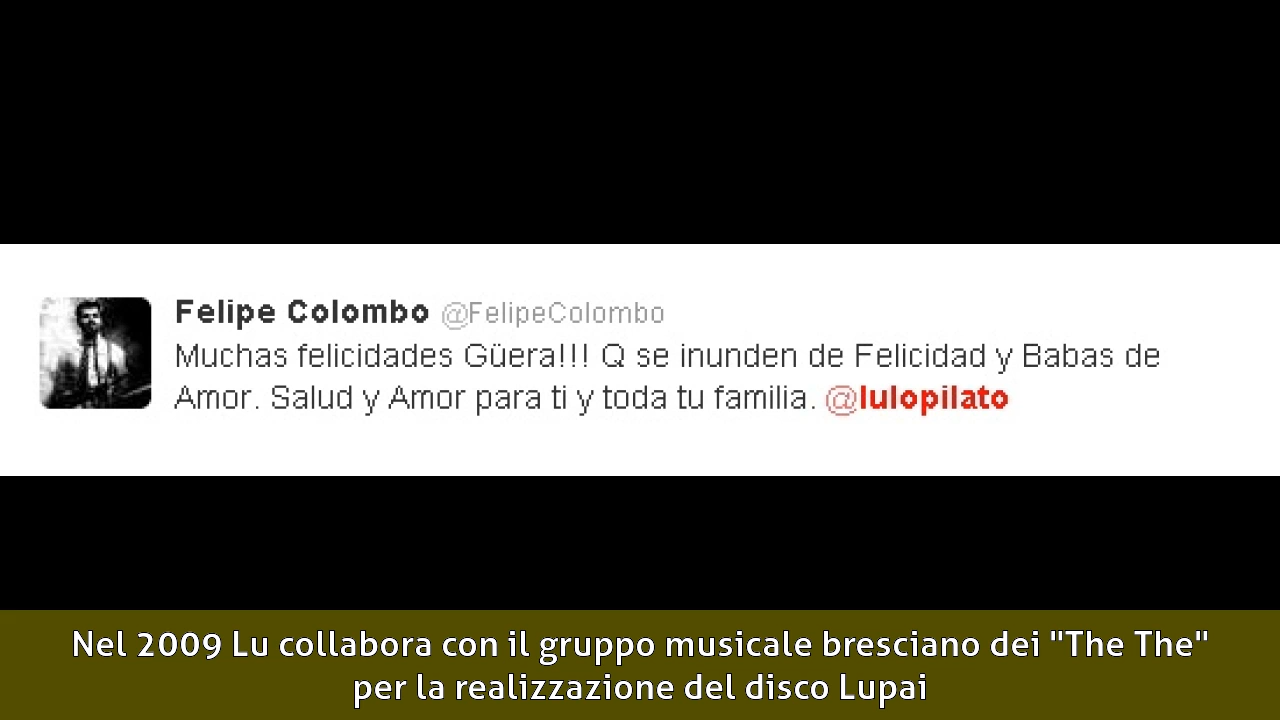 Felipe Colombo @FelipeColombo
Muchas felicidades Güera!!! Q se inunden de Felicidad y Babas de
Amor. Salud y Amor para ti y toda tu familia. @lulopilato
Nel 2009 Lu collabora con il gruppo musicale bresciano dei "The The"
per la realizzazione del disco Lupai